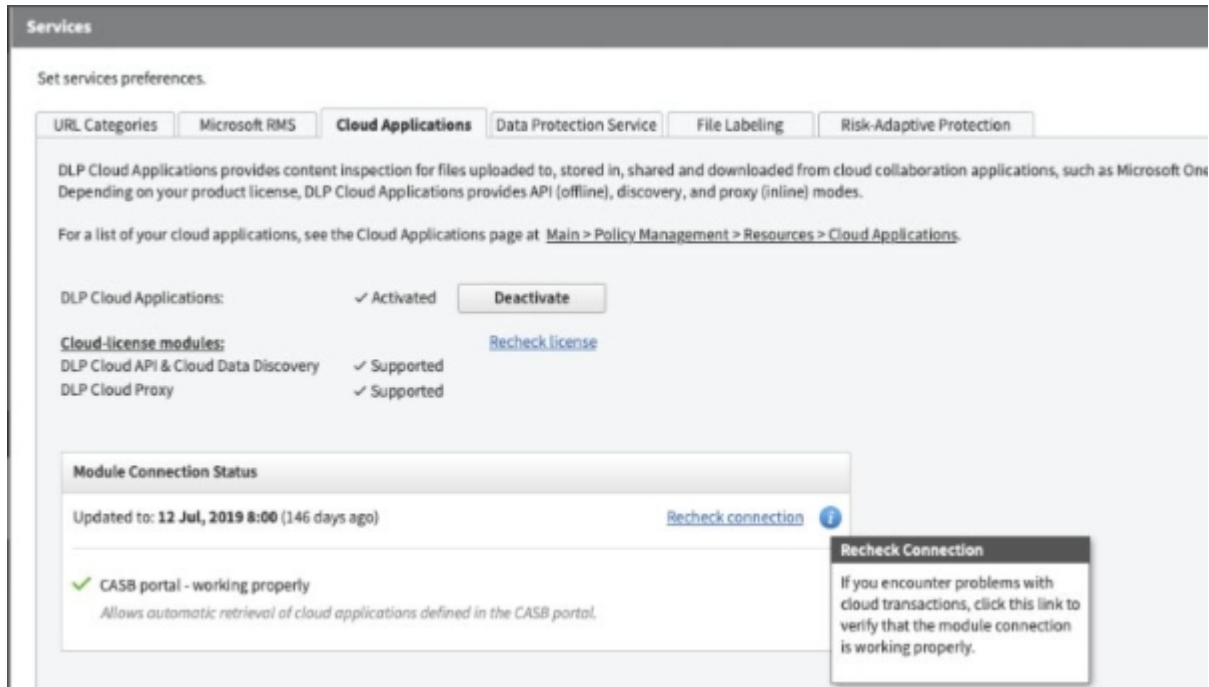 Services
Set services preferences.
URL Categories Microsoft RMS Cloud Applications Data Protection Service File Labeling Risk-Adaptive Protection
DLP Cloud Applications provides content inspection for files uploaded to, stored in, shared and downloaded from cloud collaboration applications, such as Microsoft One
Depending on your product license, DLP Cloud Applications provides API (offline), discovery, and proxy (inline) modes.
For a list of your cloud applications, see the Cloud Applications page at Main > Policy Management > Resources > Cloud Applications.
DLP Cloud Applications: ✓ Activated Deactivate
Cloud-license modules: Recheck license
DLP Cloud API & Cloud Data Discovery ✓ Supported
DLP Cloud Proxy ✓ Supported
Module Connection Status
Updated to: 12 Jul, 2019 8:00 (146 days ago) Recheck connection i
✓ CASB portal - working properly
Allows automatic retrieval of cloud applications defined in the CASB portal.
Recheck Connection
If you encounter problems with
cloud transactions, click this link to
verify that the module connection
is working properly.